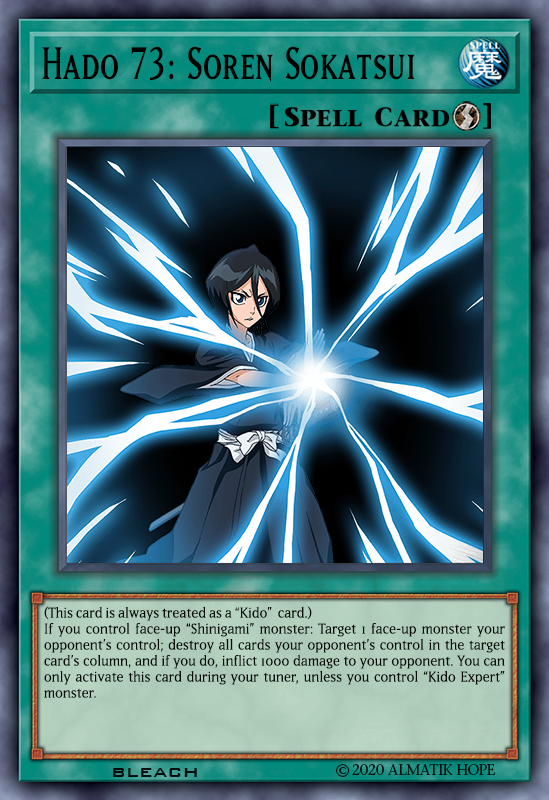 Hado 73: Soren Sokatsui
SPELL
魔
[Spell Card]
(This card is always treated as a “Kido” card.)
If you control face-up “Shinigami” monster: Target 1 face-up monster your
opponent's control; destroy all cards your opponent's control in the target
card's column, and if you do, inflict 1000 damage to your opponent. You can
only activate this card during your tuner, unless you control “Kido Expert”
monster.
BLEACH
© 2020 ALMATIK HOPE